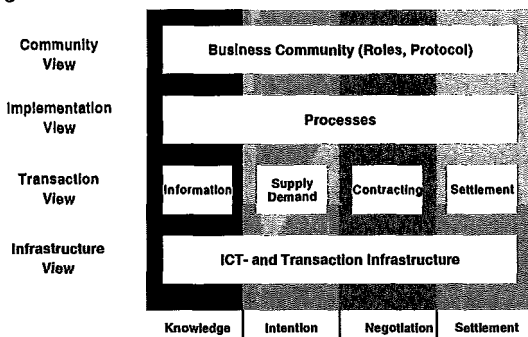 Community
View
Business Community (Roles, Protocol)
Implementation
View
Processes
Transaction
View
Information
Supply
Demand
Contracting
Settlement
Infrastructure
View
ICT- and Transaction Infrastructure
Knowledge
Intention
Negotiation
Settlement